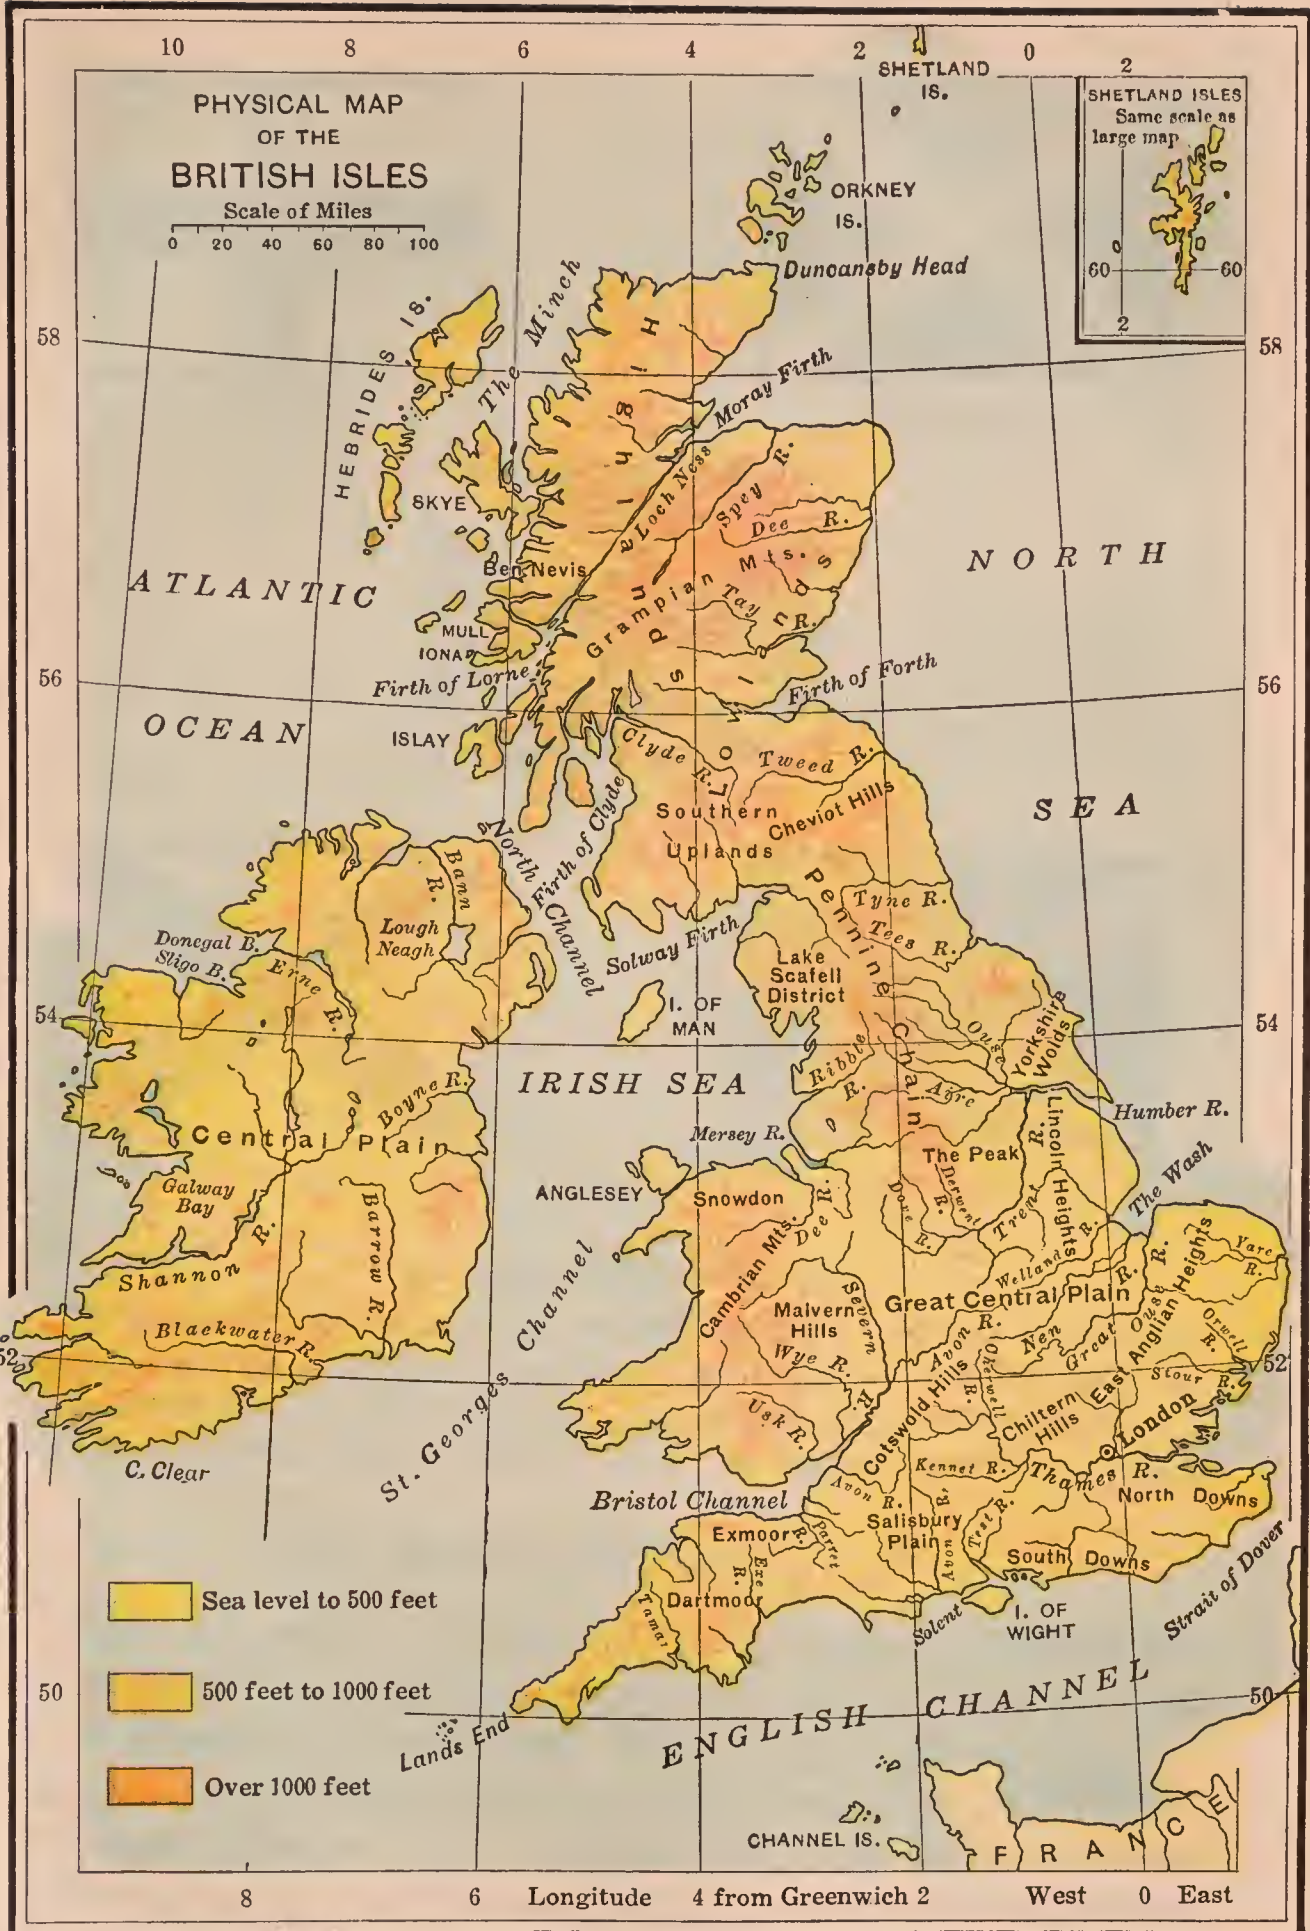 10 8 6 4 2 0
SHETLAND
IS.
PHYSICAL MAP
OF THE
BRITISH ISLES
Scale of Miles
0 20 40 60 80 100
2
SHETLAND ISLES
Same scale as
large map
60 60
2
ORKNEY
IS.
Duncansby Head
HEBRIDES IS.
The Minch
58 58
Highlands
Moray Firth
Loch Ness
SKYE
Spey R.
Dee R.
ATLANTIC
OCEAN
NORTH
SEA
Ben Nevis
Grampian Mts.
Tay R.
MULL
IONA
Firth of Lorne
Firth of Forth
56 56
ISLAY
Lowlands
Clyde R.
Tweed R.
Firth of Clyde
Southern
Uplands
Cheviot Hills
North Channel
Bann R.
Lough
Neagh
Donegal B.
Sligo B.
Erne R.
Solway Firth
Pennine Chain
Tyne R.
Tees R.
Lake
Scafell
District
I. OF
MAN
54 54
Ouse
Yorkshire
Wolds
Ribble R.
Ayre
IRISH SEA
Boyne R.
Central Plain
Humber R.
Mersey R.
The Peak
Lincoln Heights
The Wash
ANGLESEY
Snowdon
Galway
Bay
Shannon R.
Barrow R.
Dee R.
Dove R.
Derwent R.
Trent R.
Welland R.
Yare R.
Cambrian Mts.
Malvern
Hills
Severn R.
Great Central Plain
Nen R.
Great Ouse R.
East Anglian Heights
Orwell R.
Blackwater R.
52 52
St. Georges Channel
Wye R.
Avon R.
Cherwell R.
Stour R.
Usk R.
Cotswold Hills
Chiltern
Hills
London
C. Clear
Kennet R.
Thames R.
Bristol Channel
Avon R.
Salisbury
Plain
Avon R.
Test R.
North Downs
Exmoor
Parret R.
Exe R.
South Downs
Strait of Dover
Dartmoor
Tamar
Solent
I. OF
WIGHT
Sea level to 500 feet
500 feet to 1000 feet
Over 1000 feet
50 50
Lands End
ENGLISH CHANNEL
CHANNEL IS.
FRANCE
8 6 Longitude 4 from Greenwich 2 West 0 East